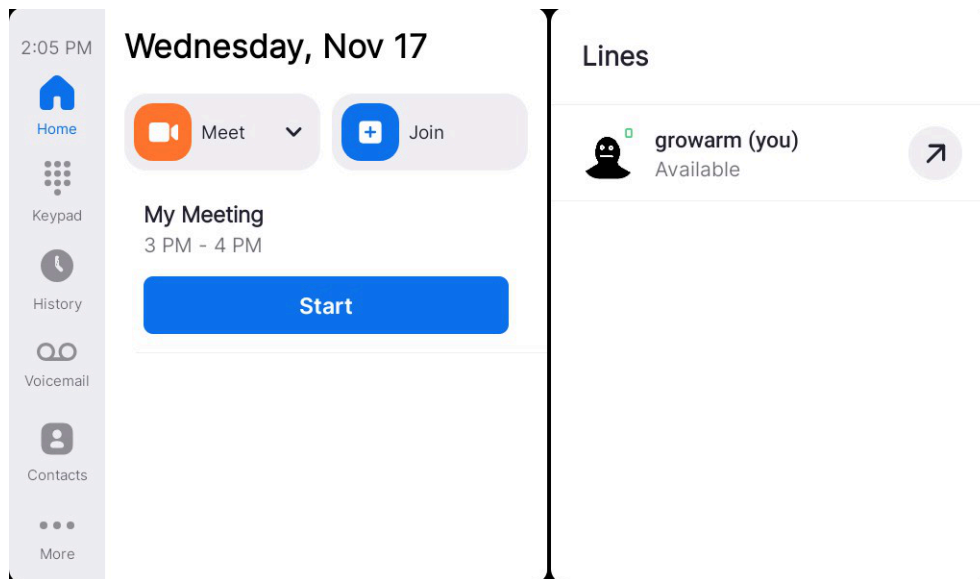 2:05 PM
Home
Keypad
History
Voicemail
Contacts
More
Wednesday, Nov 17
Meet
Join
My Meeting
3 PM - 4 PM
Start
Lines
growarm (you)
Available